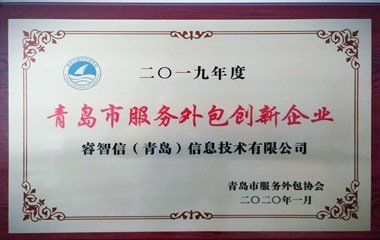 二〇一九年度
青岛市服务外包创新企业
睿智信（青岛）信息技术有限公司
青岛市服务外包协会
二〇二〇年一月